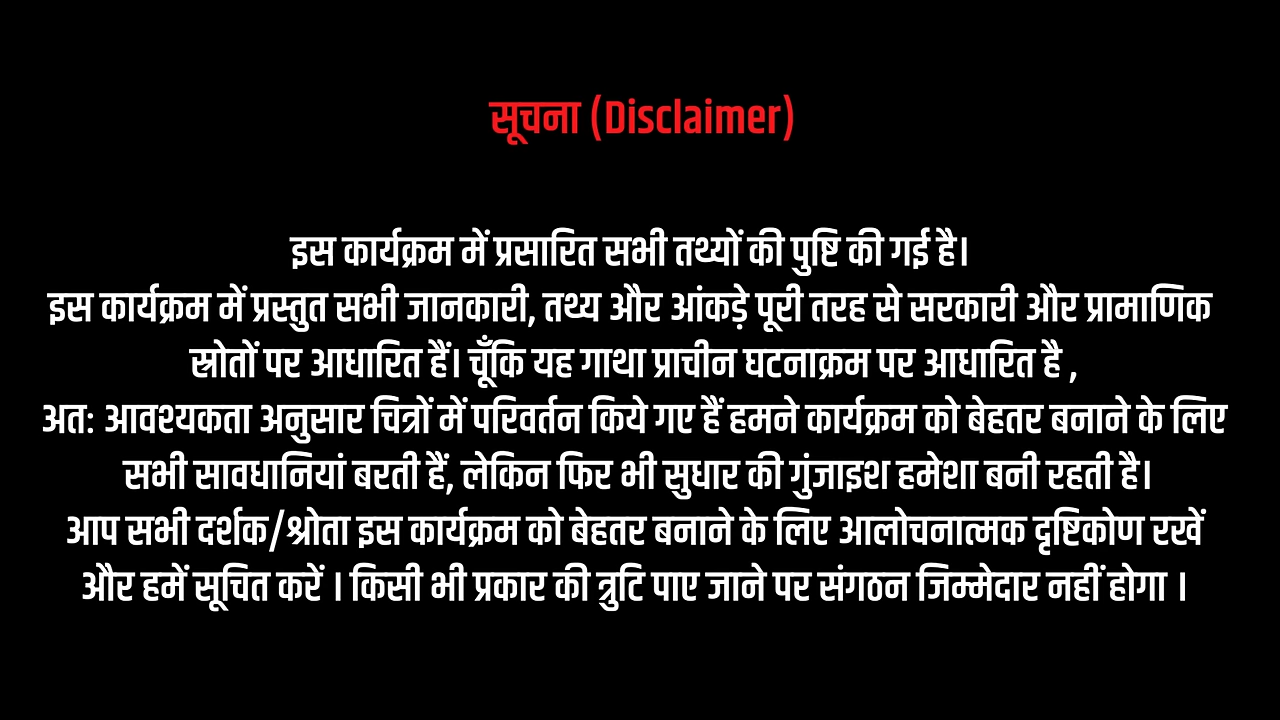 सूचना (Disclaimer)
इस कार्यक्रम में प्रसारित सभी तथ्यों की पुष्टि की गई है।
इस कार्यक्रम में प्रस्तुत सभी जानकारी, तथ्य और आंकड़े पूरी तरह से सरकारी और प्रामाणिक
स्रोतों पर आधारित हैं। चूँकि यह गाथा प्राचीन घटनाक्रम पर आधारित है ,
अतः आवश्यकता अनुसार चित्रों में परिवर्तन किये गए हैं हमने कार्यक्रम को बेहतर बनाने के लिए
सभी सावधानियां बरती हैं, लेकिन फिर भी सुधार की गुंजाइश हमेशा बनी रहती है।
आप सभी दर्शक/श्रोता इस कार्यक्रम को बेहतर बनाने के लिए आलोचनात्मक दृष्टिकोण रखें
और हमें सूचित करें । किसी भी प्रकार की त्रुटि पाए जाने पर संगठन जिम्मेदार नहीं होगा ।